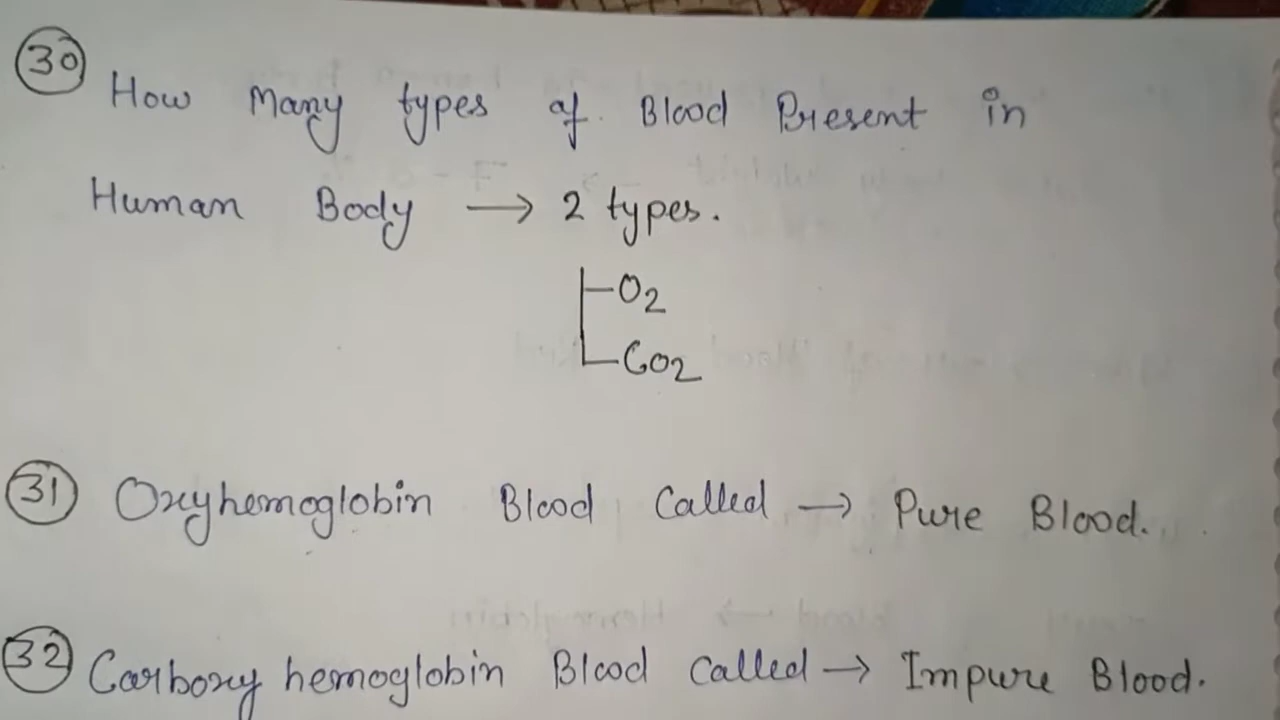 30
How Many types of Blood Present in
Human Body → 2 types.
O2
CO2
31 Oxyhemoglobin Blood Called → Pure Blood.
32 Carboxy hemoglobin Blood Called → Impure Blood.